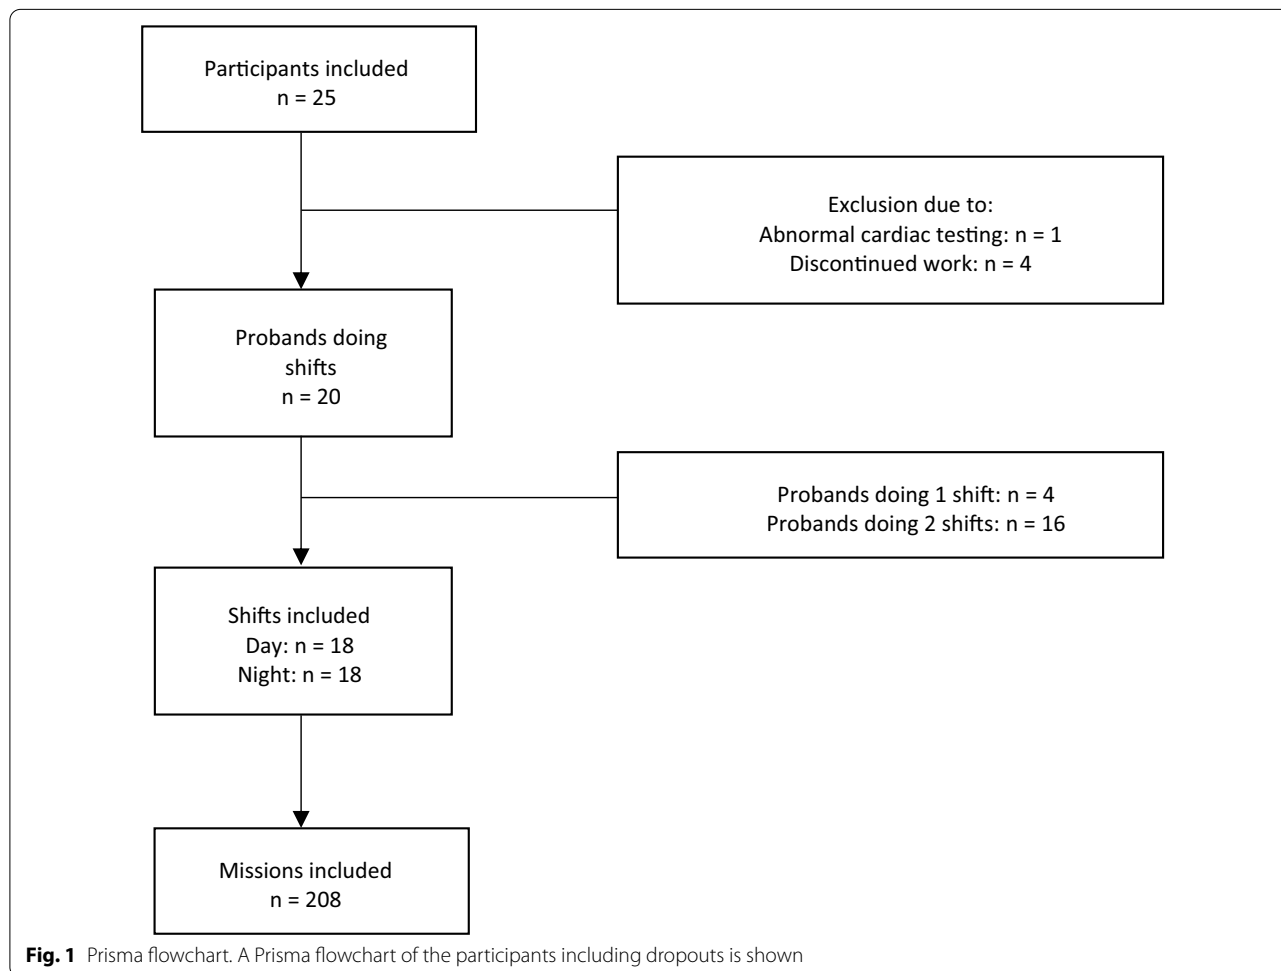 Participants included
n = 25
Exclusion due to:
Abnormal cardiac testing: n = 1
Discontinued work: n = 4
Probands doing
shifts
n = 20
Probands doing 1 shift: n = 4
Probands doing 2 shifts: n = 16
Shifts included
Day: n = 18
Night: n = 18
Missions included
n = 208
Fig. 1 Prisma flowchart. A Prisma flowchart of the participants including dropouts is shown